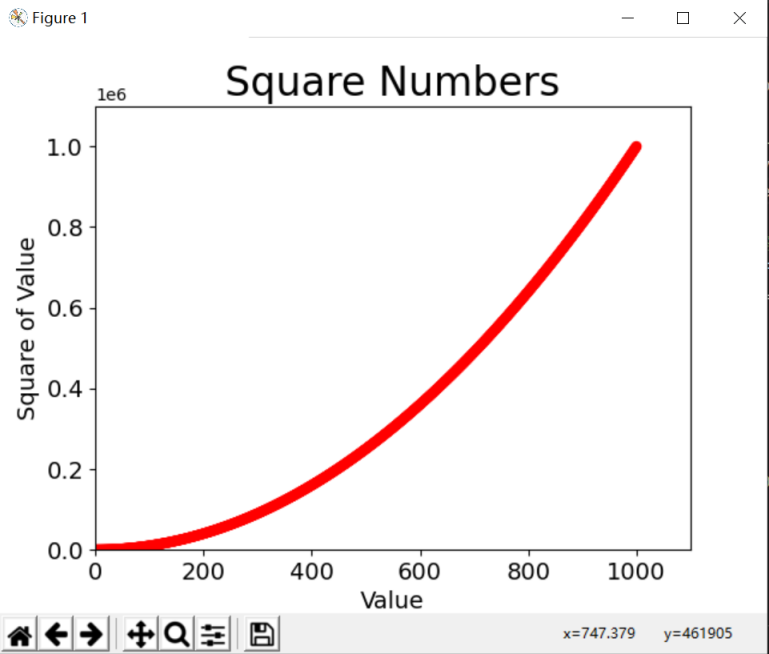 Figure 1
Square Numbers
1e6
1.0
0.8
0.6
0.4
0.2
0.0
Square of Value
0 200 400 600 800 1000
Value
x=747.379 y=461905